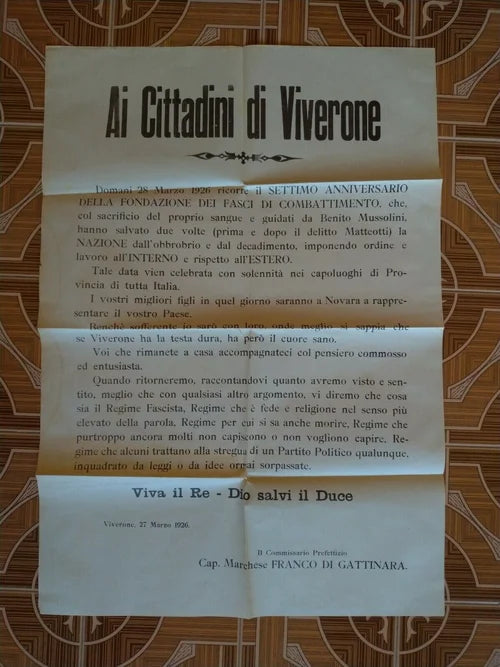 Ai Cittadini di Viverone
Domani 28 Marzo 1926 ricorre il SETTIMO ANNIVERSARIO
DELLA FONDAZIONE DEI FASCI DI COMBATTIMENTO, che,
col sacrificio del proprio sangue e guidati da Benito Mussolini,
hanno salvato due volte (prima e dopo il delitto Matteotti) la
NAZIONE dall'obbrobrio e dal decadimento, imponendo ordine e
lavoro all'INTERNO e rispetto all'ESTERO.
Tale data vien celebrata con solennità nei capoluoghi di Pro-
vincia di tutta Italia.
I vostri migliori figli in quel giorno saranno a Novara a rappre-
sentare il vostro Paese.
Benchè sofferente io sarò con loro, onde meglio si sappia che
se Viverone ha la testa dura, ha però il cuore sano.
Voi che rimanete a casa accompagnateci col pensiero commosso
ed entusiasta.
Quando ritorneremo, raccontandovi quanto avremo visto e sen-
tito, meglio che con qualsiasi altro argomento, vi diremo che cosa
sia il Regime Fascista, Regime che è fede e religione nel senso più
elevato della parola, Regime per cui si sa anche morire, Regime che
purtroppo ancora molti non capiscono o non vogliono capire, Re-
gime che alcuni trattano alla stregua di un Partito Politico qualunque,
inquadrato da leggi o da idee ormai sorpassate.
Viva il Re - Dio salvi il Duce
Viverone, 27 Marzo 1926.
Il Commissario Prefettizio
Cap. Marchese FRANCO DI GATTINARA.